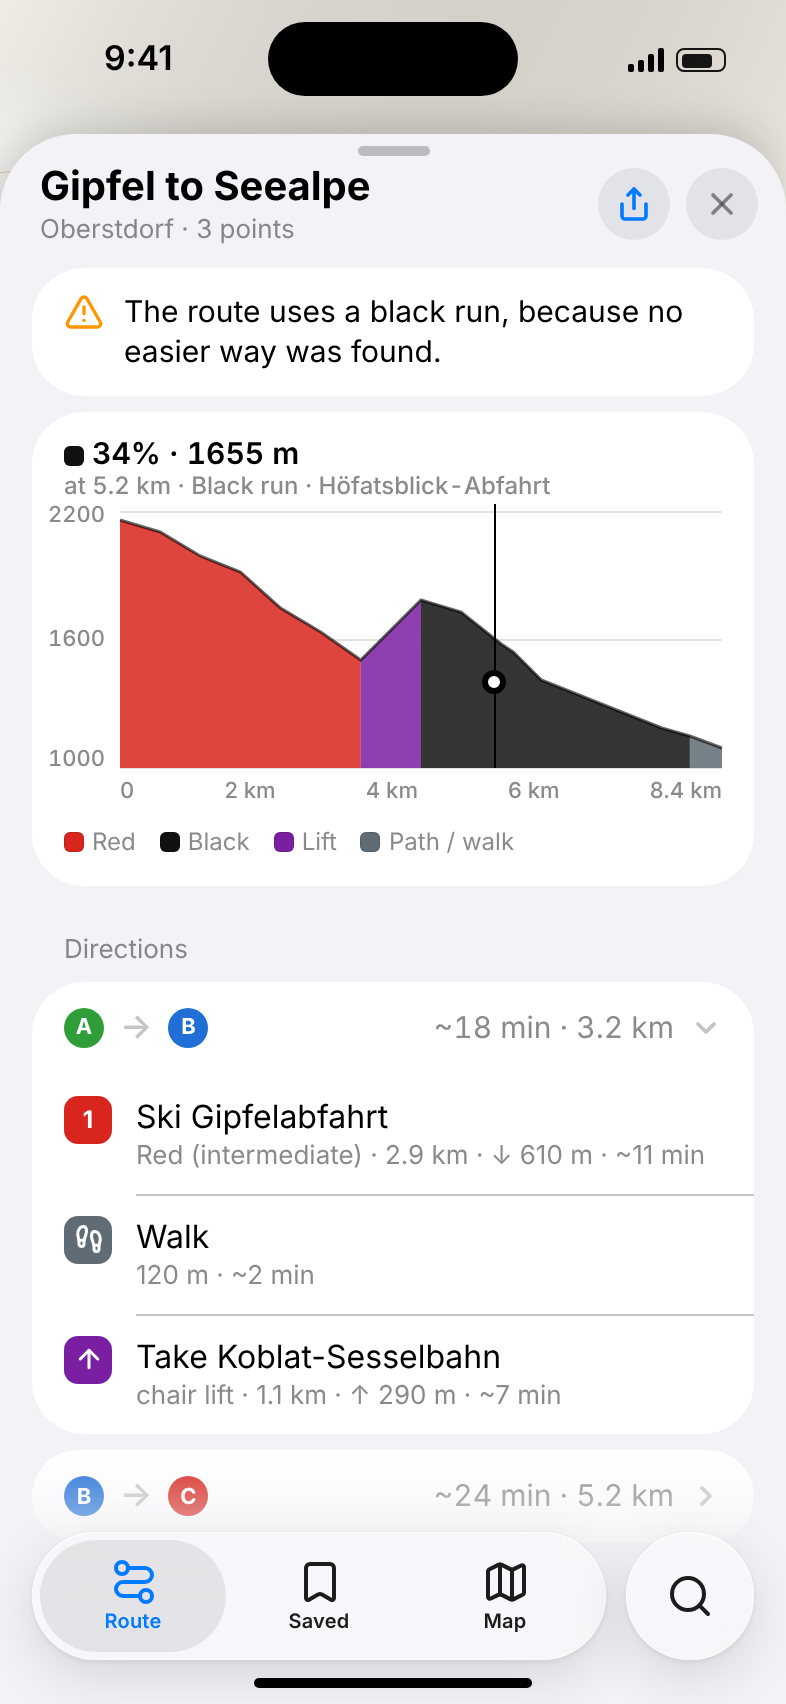 9:41
Gipfel to Seealpe
Oberstdorf · 3 points
The route uses a black run, because no
easier way was found.
34% · 1655 m
at 5.2 km · Black run · Höfatsblick-Abfahrt
2200
1600
1000
0 2 km 4 km 6 km 8.4 km
Red Black Lift Path / walk
Directions
A → B ~18 min · 3.2 km
1 Ski Gipfelabfahrt
Red (intermediate) · 2.9 km · ↓ 610 m · ~11 min
Walk
120 m · ~2 min
Take Koblat-Sesselbahn
chair lift · 1.1 km · ↑ 290 m · ~7 min
B → C ~24 min · 5.2 km
Route Saved Map